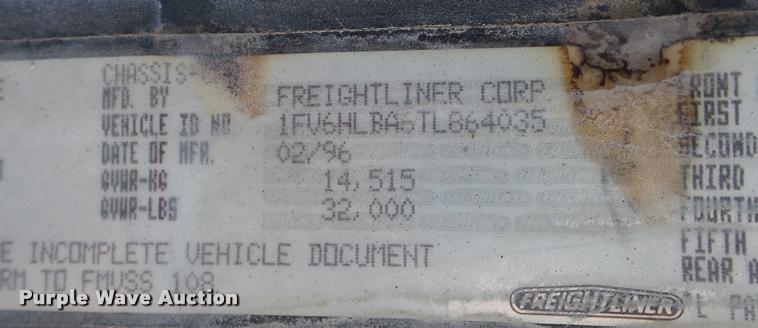 CHASSIS-
MFD. BY FREIGHTLINER CORP
VEHICLE ID NO. 1FV6HLBA6TL864035
DATE OF MFR. 02/96
GVWR-KG 14,515
GVWR-LBS 32,000
FRONT
FIRST
SECOND
THIRD
FOURTH
FIFTH
REAR A
E INCOMPLETE VEHICLE DOCUMENT
RM TO FMVSS 108
FREIGHTLINER
L PA
Purple Wave Auction